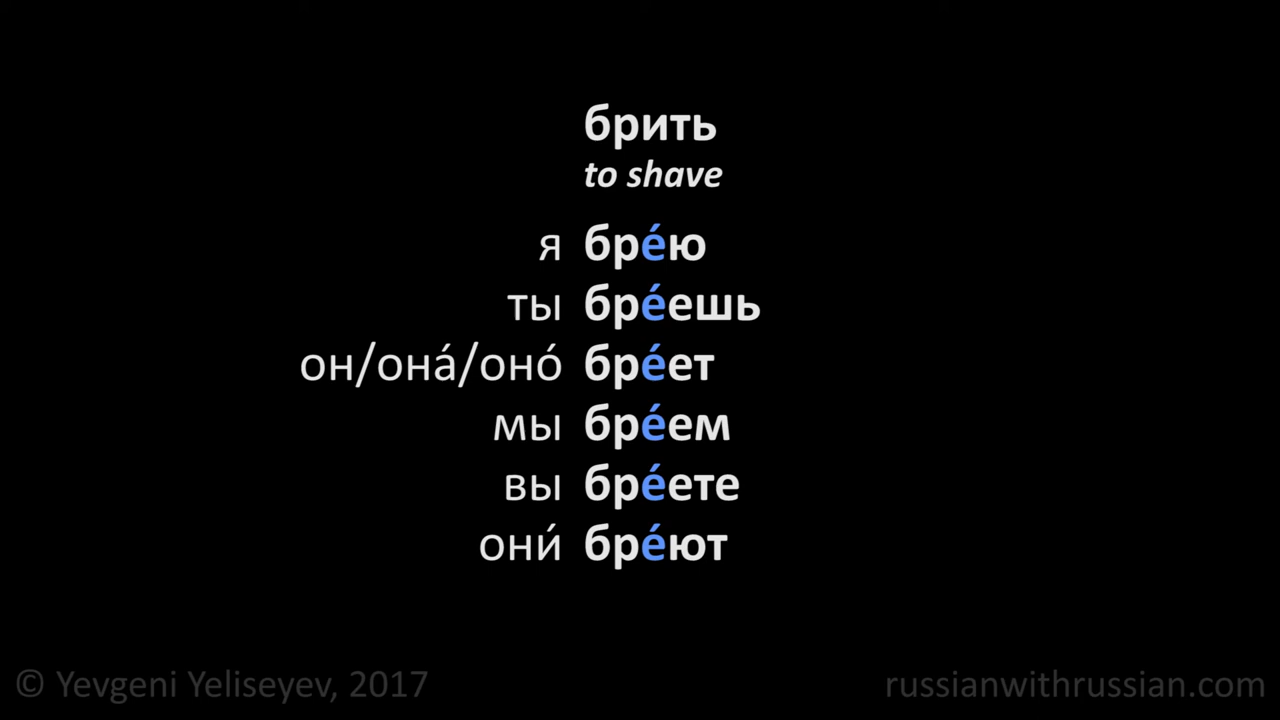 брить
to shave
я бре́ю
ты бре́ешь
он/она́/оно́ бре́ет
мы бре́ем
вы бре́ете
они́ бре́ют
© Yevgeni Yeliseyev, 2017
russianwithrussian.com